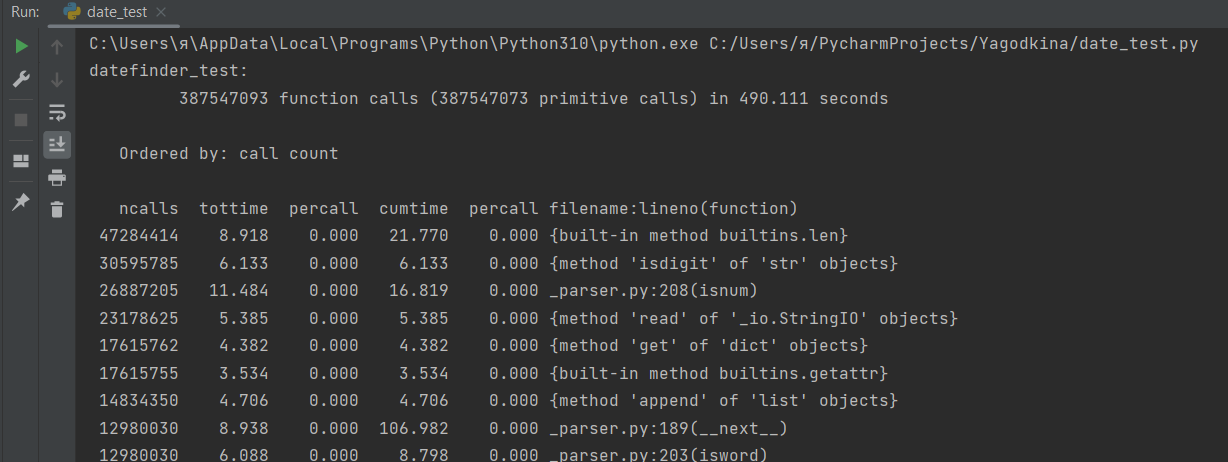 Run: date_test
C:\Users\я\AppData\Local\Programs\Python\Python310\python.exe C:/Users/я/PycharmProjects/Yagodkina/date_test.py
datefinder_test:
387547093 function calls (387547073 primitive calls) in 490.111 seconds
Ordered by: call count
ncalls tottime percall cumtime percall filename:lineno(function)
47284414 8.918 0.000 21.770 0.000 {built-in method builtins.len}
30595785 6.133 0.000 6.133 0.000 {method 'isdigit' of 'str' objects}
26887205 11.484 0.000 16.819 0.000 _parser.py:208(isnum)
23178625 5.385 0.000 5.385 0.000 {method 'read' of '_io.StringIO' objects}
17615762 4.382 0.000 4.382 0.000 {method 'get' of 'dict' objects}
17615755 3.534 0.000 3.534 0.000 {built-in method builtins.getattr}
14834350 4.706 0.000 4.706 0.000 {method 'append' of 'list' objects}
12980030 8.938 0.000 106.982 0.000 _parser.py:189(__next__)
12980030 6.088 0.000 8.798 0.000 _parser.py:203(isword)